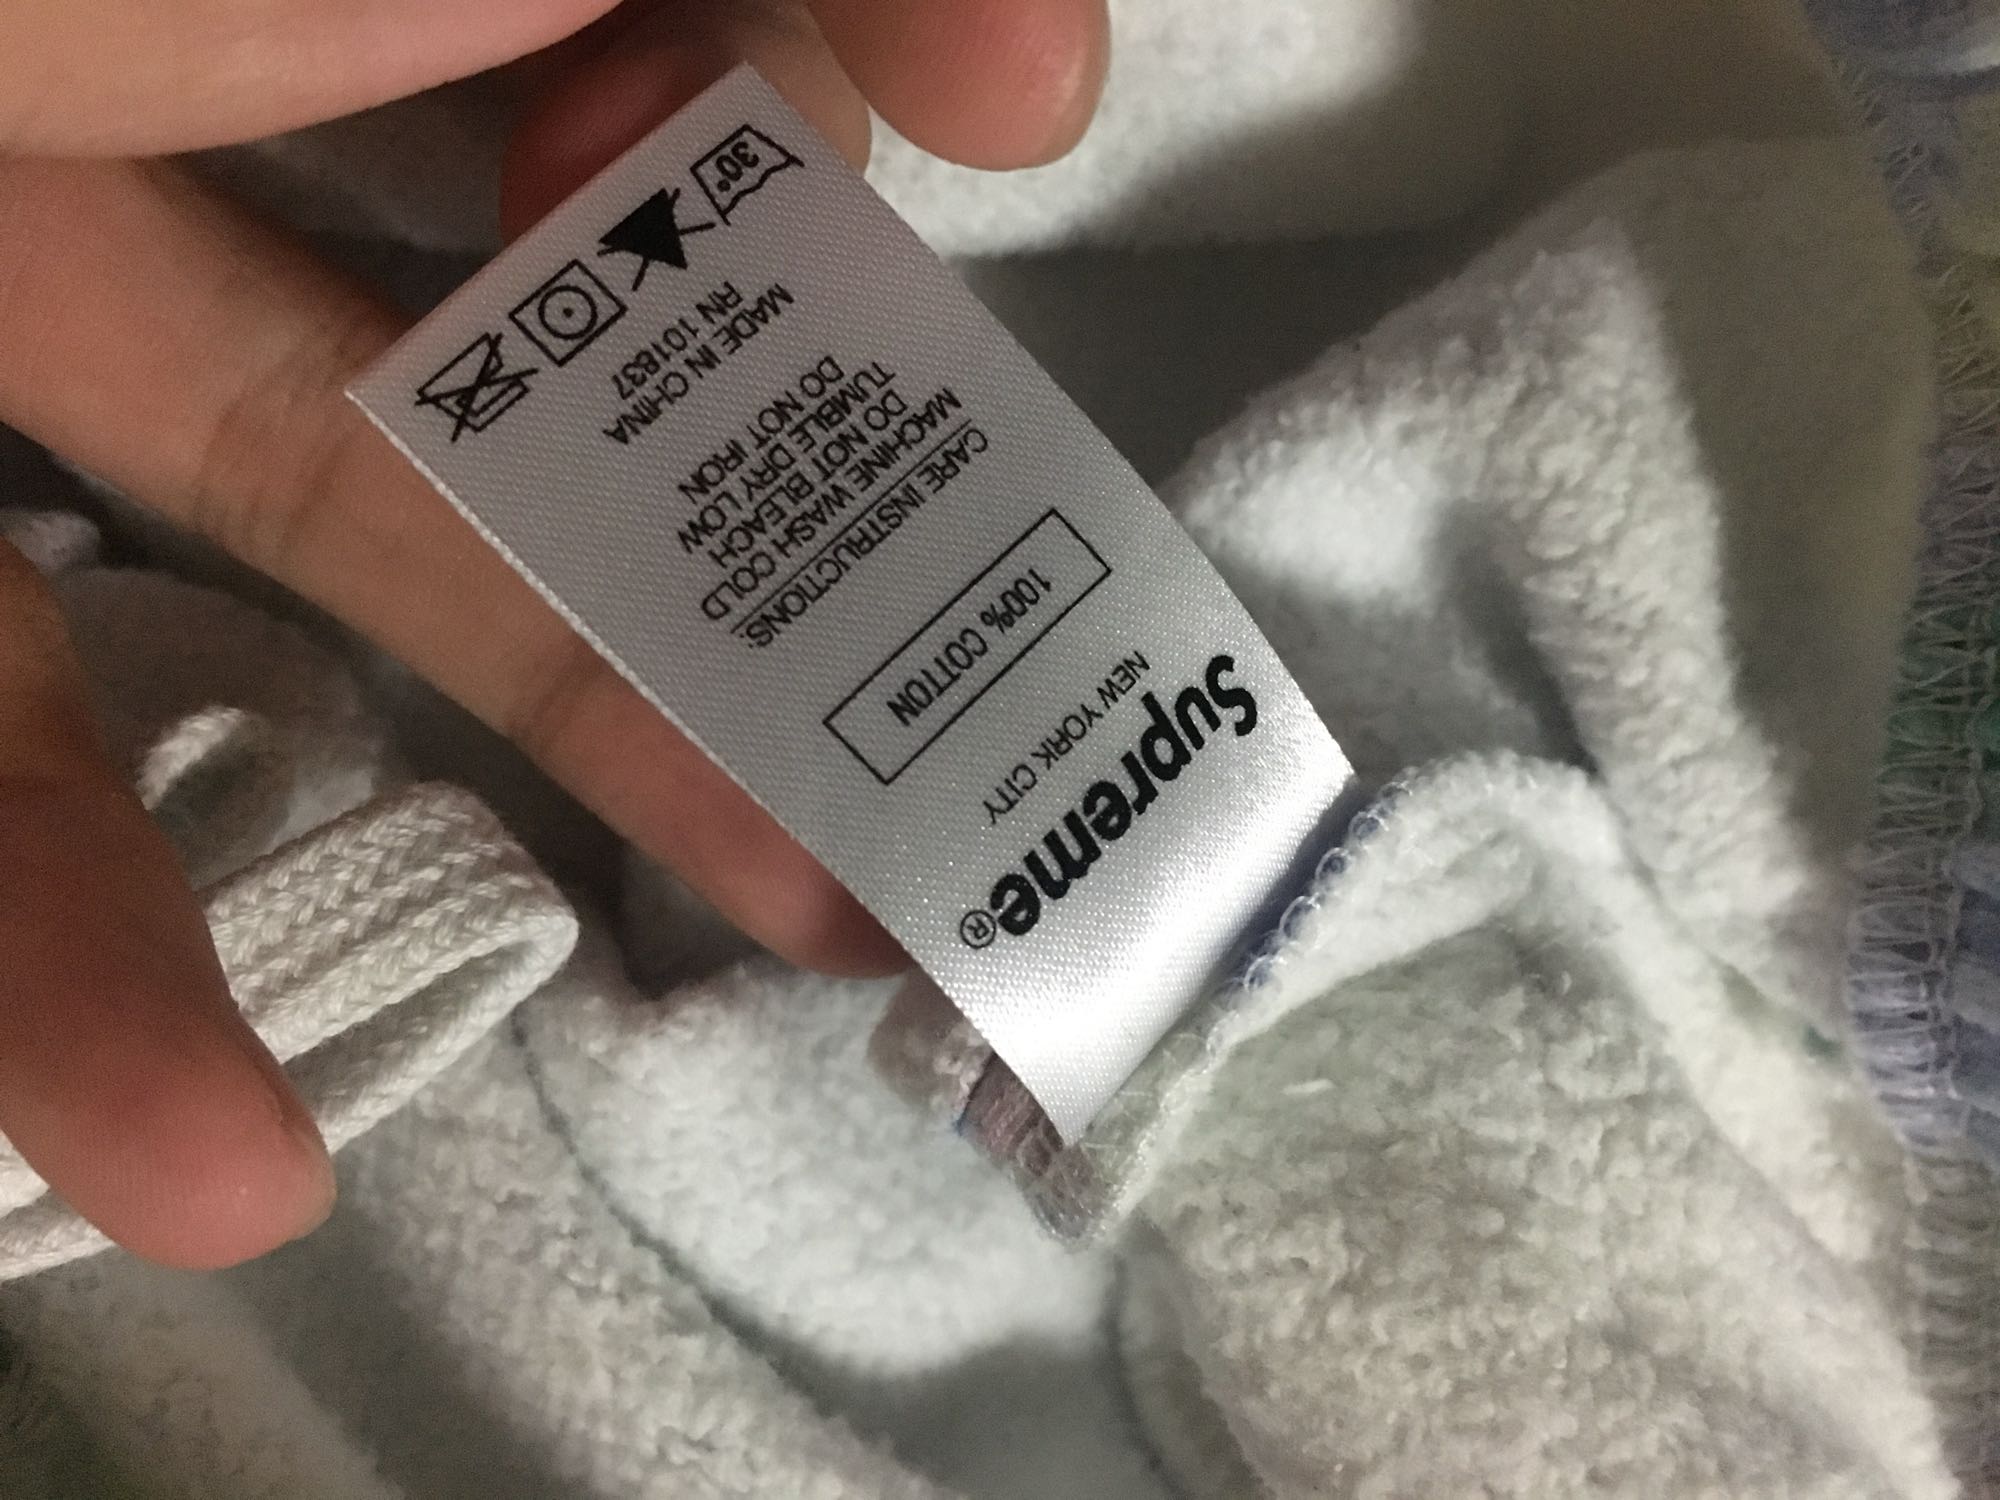 Supreme®
NEW YORK CITY
100% COTTON
CARE INSTRUCTIONS:
MACHINE WASH COLD
DO NOT BLEACH
TUMBLE DRY LOW
DO NOT IRON
MADE IN CHINA
RN 101837
30°